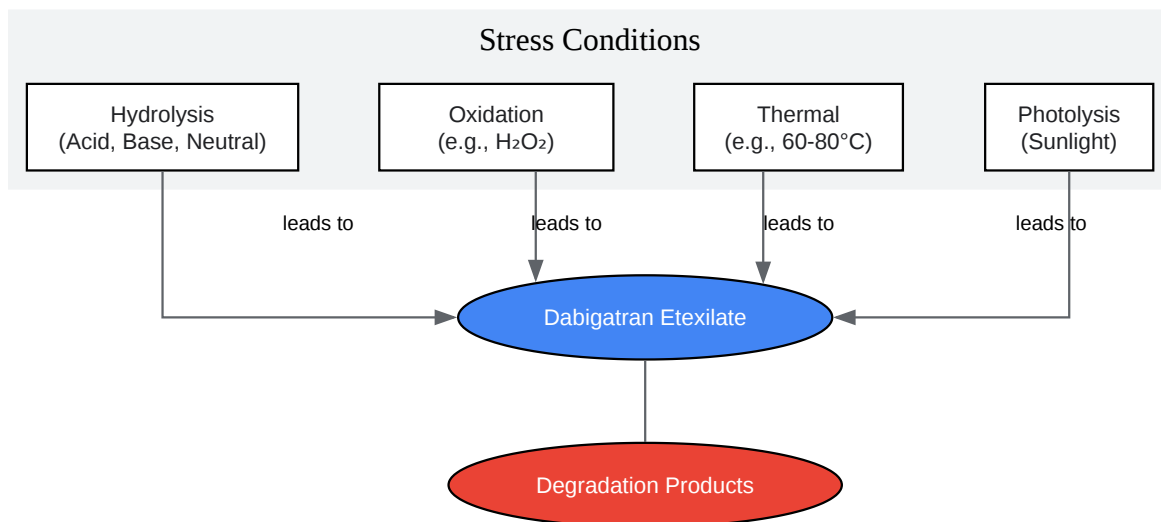 Stress Conditions
Hydrolysis
(Acid, Base, Neutral)
Oxidation
(e.g., H₂O₂)
Thermal
(e.g., 60-80°C)
Photolysis
(Sunlight)
leads to
leads to
leads to
leads to
Dabigatran Etexilate
Degradation Products